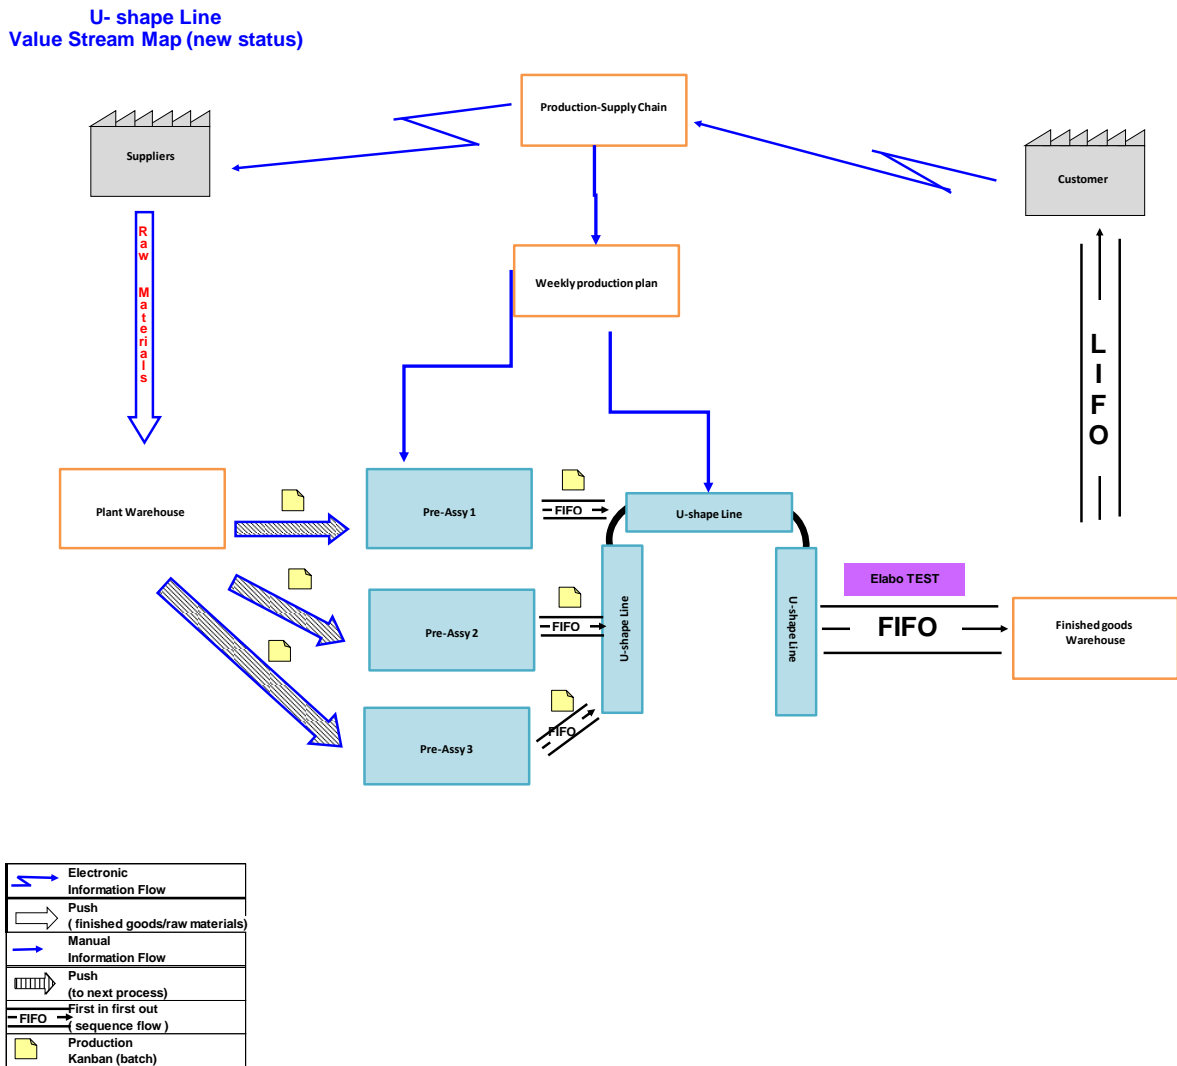 U- shape Line
Value Stream Map (new status)
Production-Supply Chain
Suppliers
Customer
Raw Materials
Weekly production plan
LIFO
Plant Warehouse
Pre-Assy 1
FIFO
U-shape Line
Pre-Assy 2
FIFO
U-shape Line
U-shape Line
Elabo TEST
FIFO
Finished goods
Warehouse
Pre-Assy 3
FIFO
Electronic
Information Flow
Push
( finished goods/raw materials)
Manual
Information Flow
Push
(to next process)
First in first out
FIFO
( sequence flow )
Production
Kanban (batch)